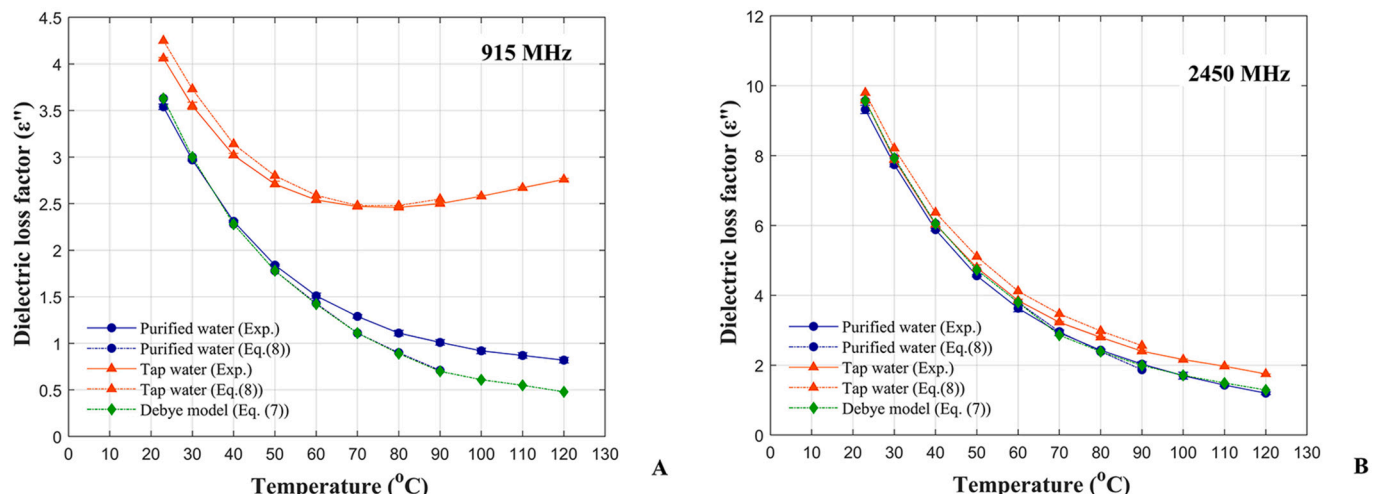 4.5
4
3.5
3
2.5
2
1.5
1
0.5
0
Dielectric loss factor (ε'')
915 MHz
Purified water (Exp.)
Purified water (Eq.(8))
Tap water (Exp.)
Tap water (Eq.(8))
Debye model (Eq. (7))
0 10 20 30 40 50 60 70 80 90 100 110 120 130
Temperature (°C)
A
12
10
8
6
4
2
0
Dielectric loss factor (ε'')
2450 MHz
Purified water (Exp.)
Purified water (Eq.(8))
Tap water (Exp.)
Tap water (Eq.(8))
Debye model (Eq. (7))
0 10 20 30 40 50 60 70 80 90 100 110 120 130
Temperature (°C)
B